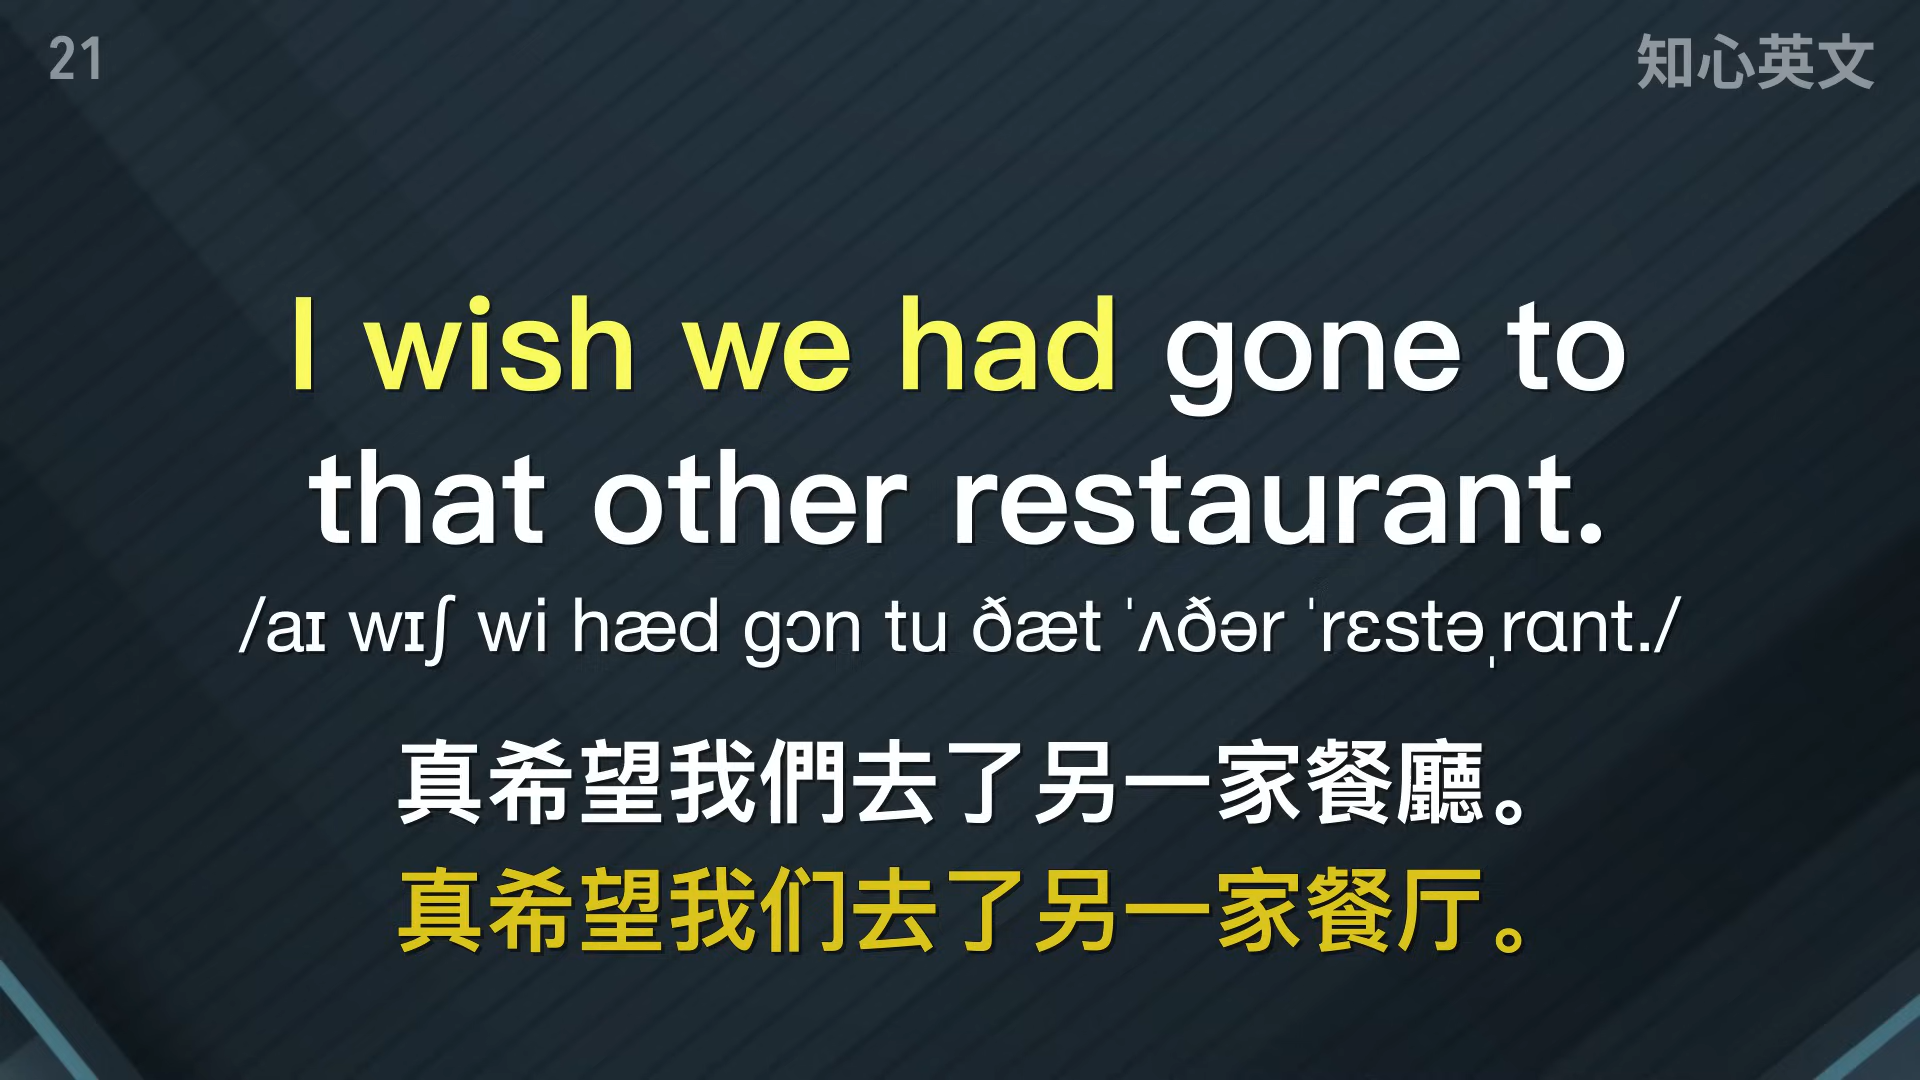 21
知心英文
I wish we had gone to
that other restaurant.
/aɪ wɪʃ wi hæd gɔn tu ðæt ˈʌðər ˈrɛstəˌrɑnt./
真希望我們去了另一家餐廳。
真希望我们去了另一家餐厅。